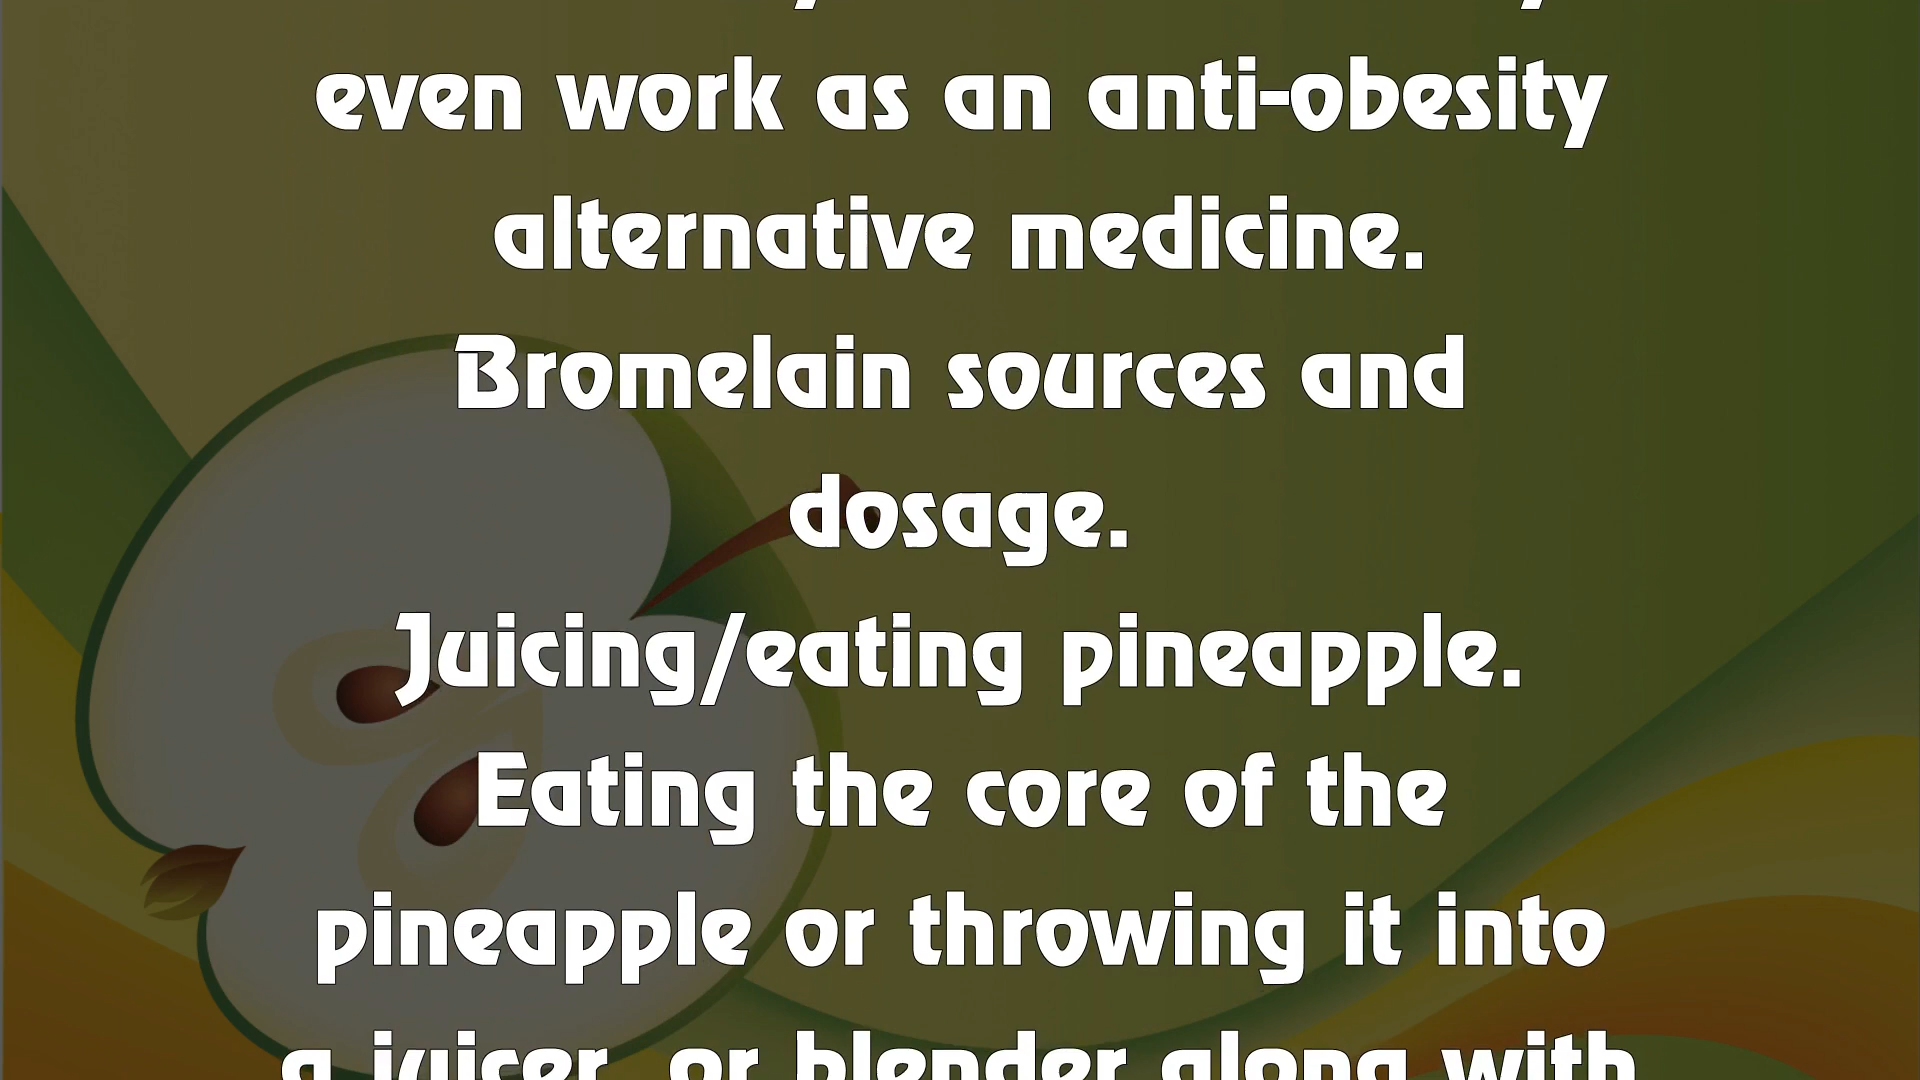 even work as an anti-obesity
alternative medicine.
Bromelain sources and
dosage.
Juicing/eating pineapple.
Eating the core of the
pineapple or throwing it into
a juicer, or blender along with